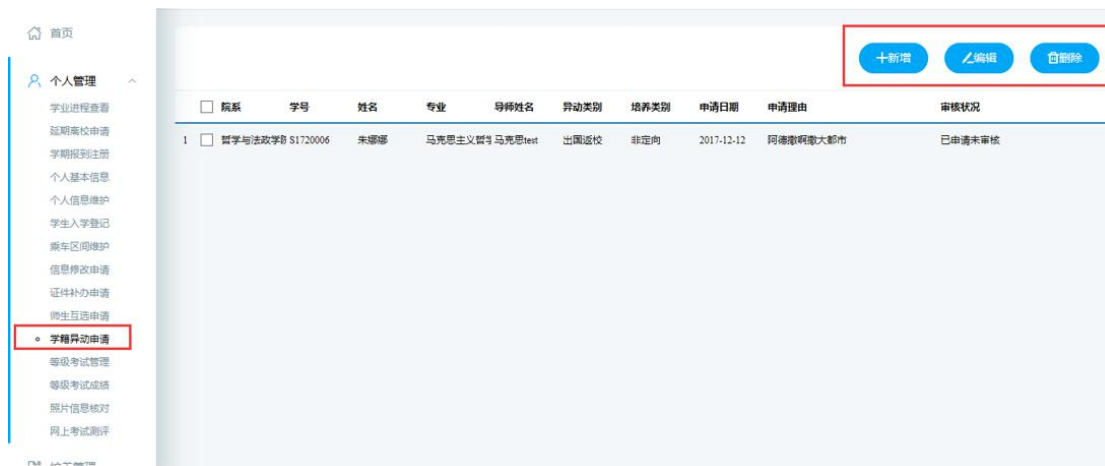 首页
个人管理
学业进程查看
延期离校申请
学期报到注册
个人基本信息
个人信息维护
学生入学登记
乘车区间维护
信息修改申请
证件补办申请
师生互选申请
学籍异动申请
等级考试管理
等级考试成绩
照片信息核对
网上考试测评
新增 编辑 删除
院系 学号 姓名 专业 导师姓名 异动类别 培养类别 申请日期 申请理由 审核状况
1 哲学与法政学 S1720006 朱娜娜 马克思主义哲学 马克思test 出国返校 非定向 2017-12-12 阿德撒啊撒大都市 已申请未审核